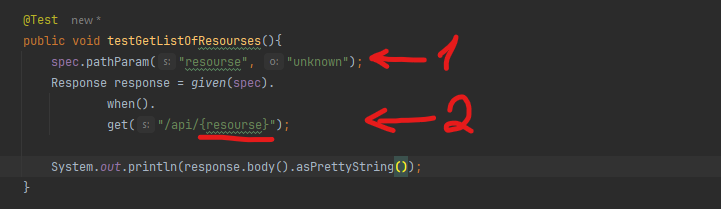 @Test new *
public void testGetListOfResourses(){
spec.pathParam( s: "resourse", o: "unknown"); 1
Response response = given(spec).
when().
get( s: "/api/{resourse}"); 2
System.out.println(response.body().asPrettyString());
}